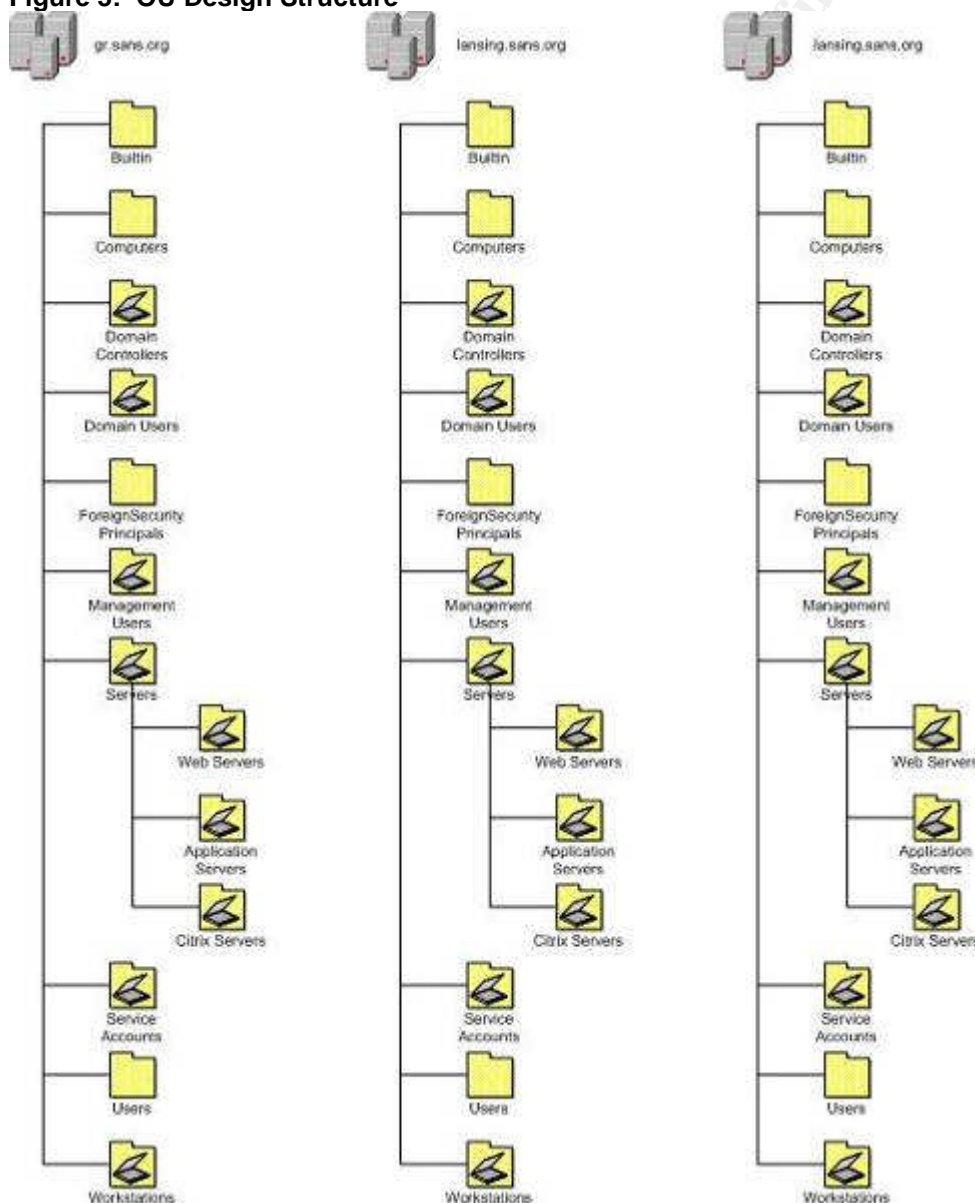 Figure 3: OU Design Structure
gr.sans.org
Builtin
Computers
Domain
Controllers
Domain Users
ForeignSecurity
Principals
Management
Users
Servers
Web Servers
Application
Servers
Citrix Servers
Service
Accounts
Users
Workstations
lansing.sans.org
Builtin
Computers
Domain
Controllers
Domain Users
ForeignSecurity
Principals
Management
Users
Servers
Web Servers
Application
Servers
Citrix Servers
Service
Accounts
Users
Workstations
lansing.sans.org
Builtin
Computers
Domain
Controllers
Domain Users
ForeignSecurity
Principals
Management
Users
Servers
Web Servers
Application
Servers
Citrix Servers
Service
Accounts
Users
Workstations